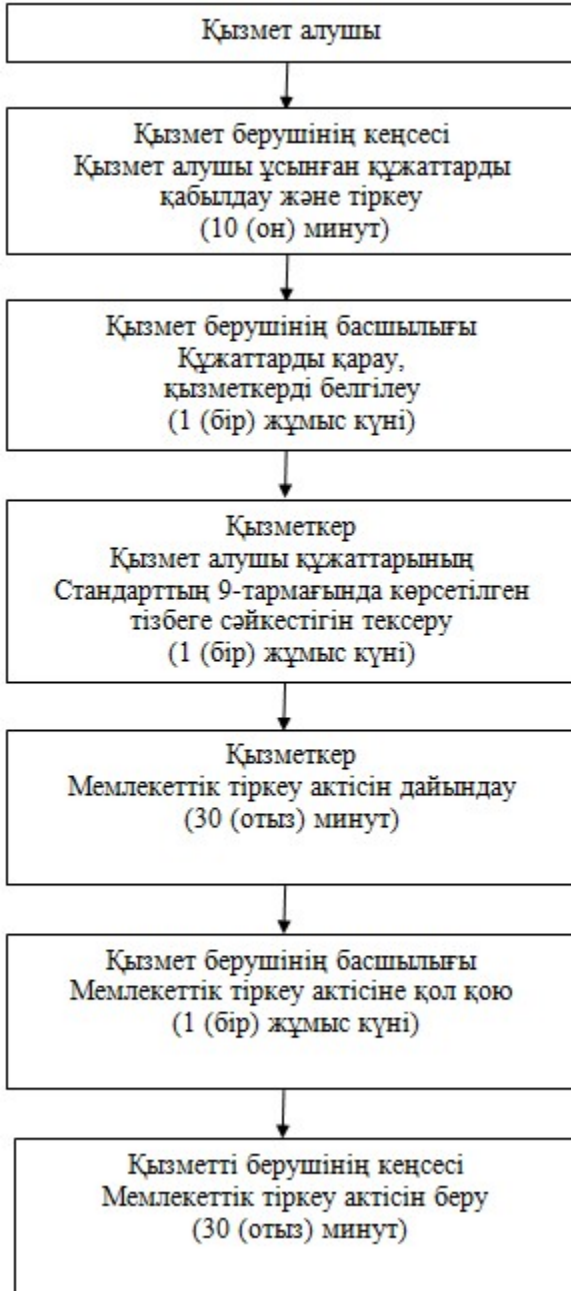 Қызмет алушы
Қызмет берушінің кеңсесі
Қызмет алушы ұсынған құжаттарды
қабылдау және тіркеу
(10 (он) минут)
Қызмет берушінің басшылығы
Құжаттарды қарау,
қызметкерді белгілеу
(1 (бір) жұмыс күні)
Қызметкер
Қызмет алушы құжаттарының
Стандарттың 9-тармағында көрсетілген
тізбеге сәйкестігін тексеру
(1 (бір) жұмыс күні)
Қызметкер
Мемлекеттік тіркеу актісін дайындау
(30 (отыз) минут)
Қызмет берушінің басшылығы
Мемлекеттік тіркеу актісіне қол қою
(1 (бір) жұмыс күні)
Қызметті берушінің кеңсесі
Мемлекеттік тіркеу актісін беру
(30 (отыз) минут)